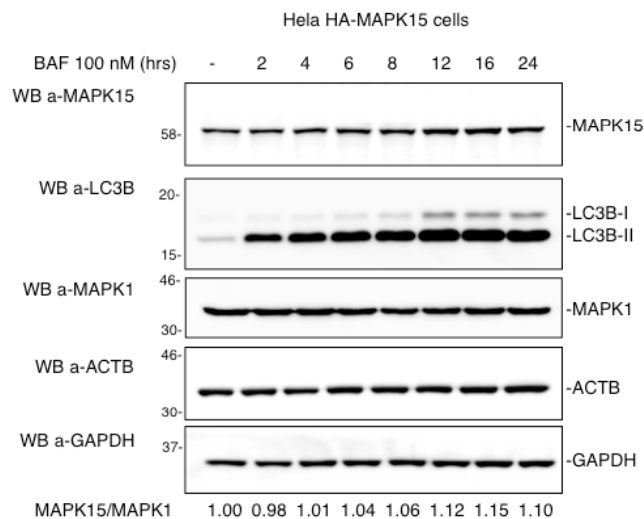 Hela HA-MAPK15 cells
BAF 100 nM (hrs) - 2 4 6 8 12 16 24
WB a-MAPK15
58-
-MAPK15
WB a-LC3B
20-
-LC3B-I
-LC3B-II
15-
WB a-MAPK1
46-
-MAPK1
30-
WB a-ACTB
46-
-ACTB
30-
WB a-GAPDH
37-
-GAPDH
MAPK15/MAPK1 1.00 0.98 1.01 1.04 1.06 1.12 1.15 1.10